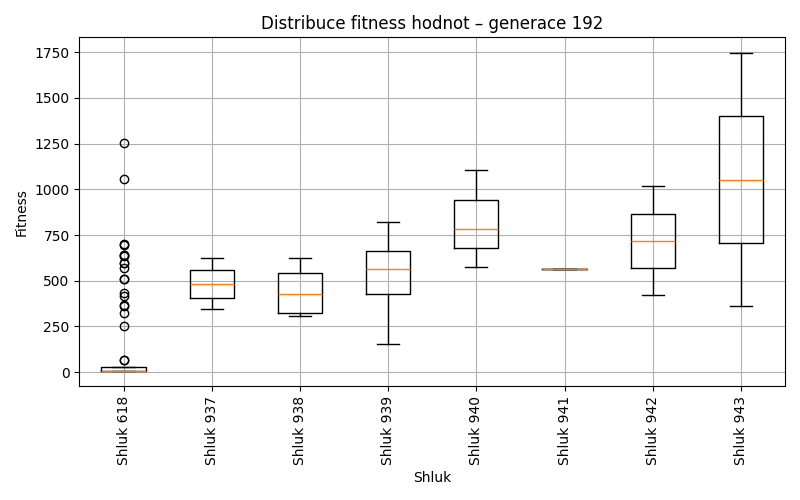 Distribuce fitness hodnot – generace 192
Fitness
1750
1500
1250
1000
750
500
250
0
Shluk 618
Shluk 937
Shluk 938
Shluk 939
Shluk 940
Shluk 941
Shluk 942
Shluk 943
Shluk